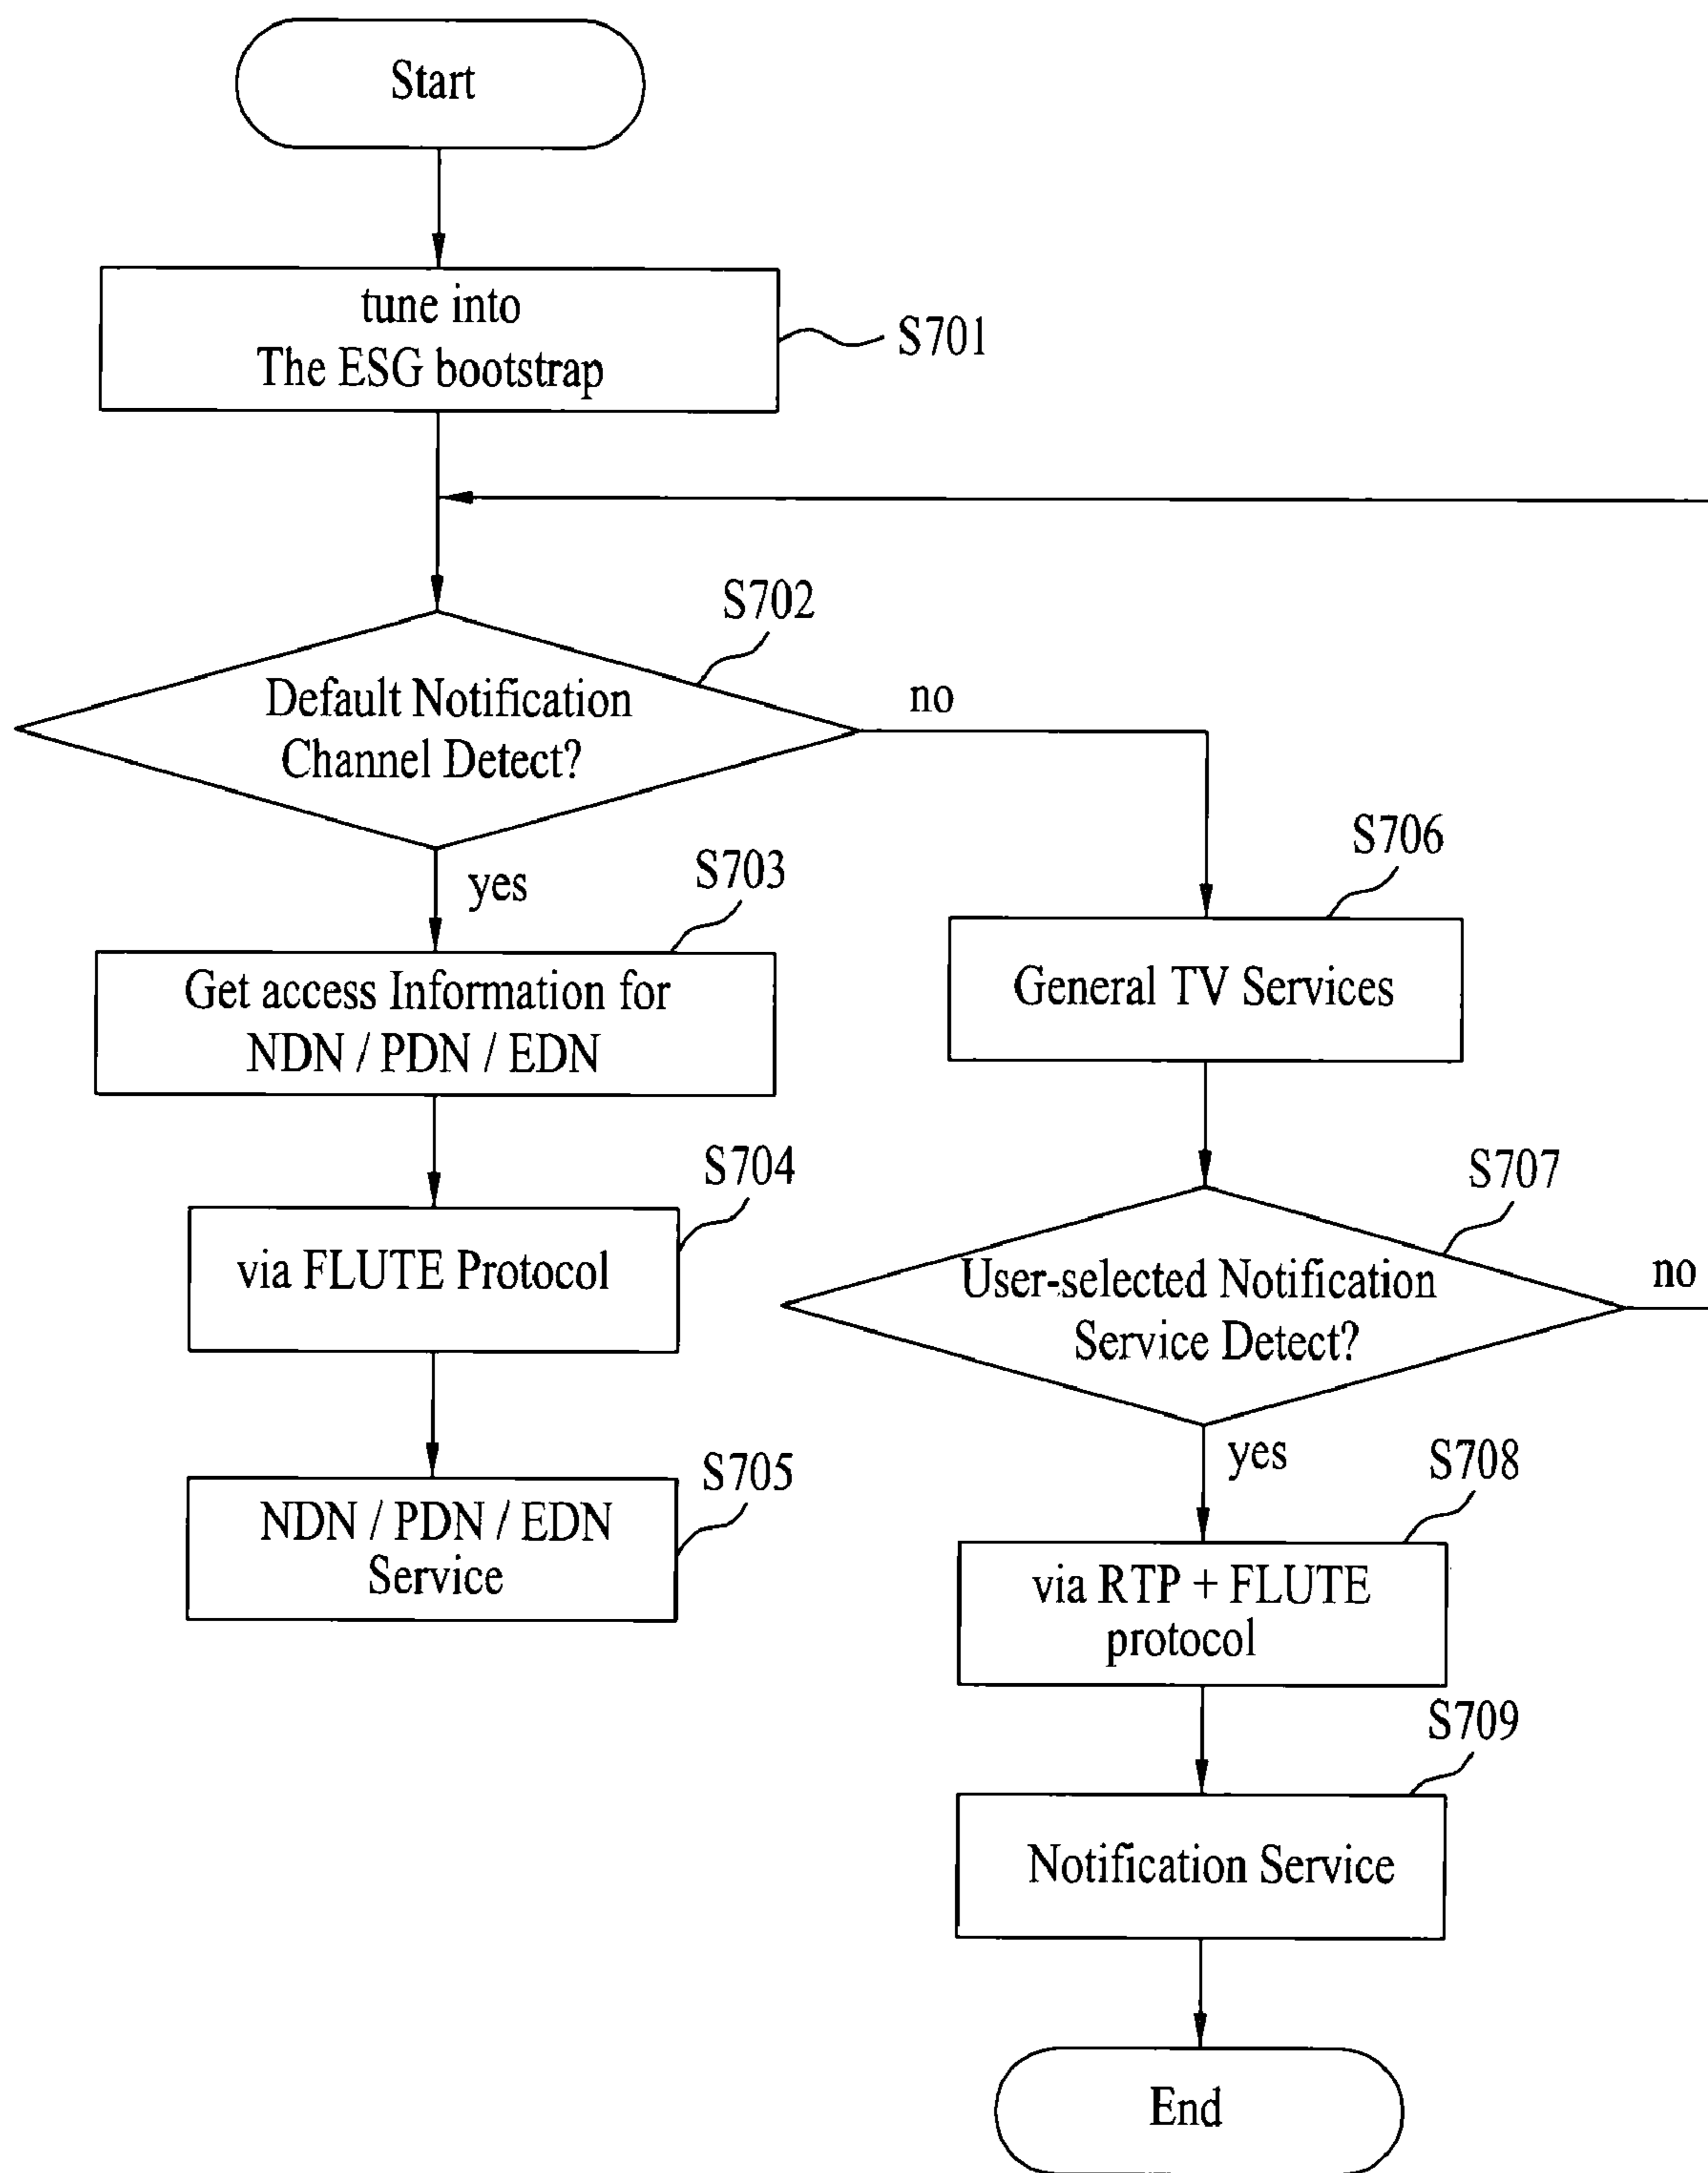 Start
tune into
The ESG bootstrap
S701
S702
Default Notification
Channel Detect?
no
yes
S703
Get access Information for
NDN / PDN / EDN
S704
via FLUTE Protocol
S705
NDN / PDN / EDN
Service
S706
General TV Services
S707
User-selected Notification
Service Detect?
no
yes
S708
via RTP + FLUTE
protocol
S709
Notification Service
End